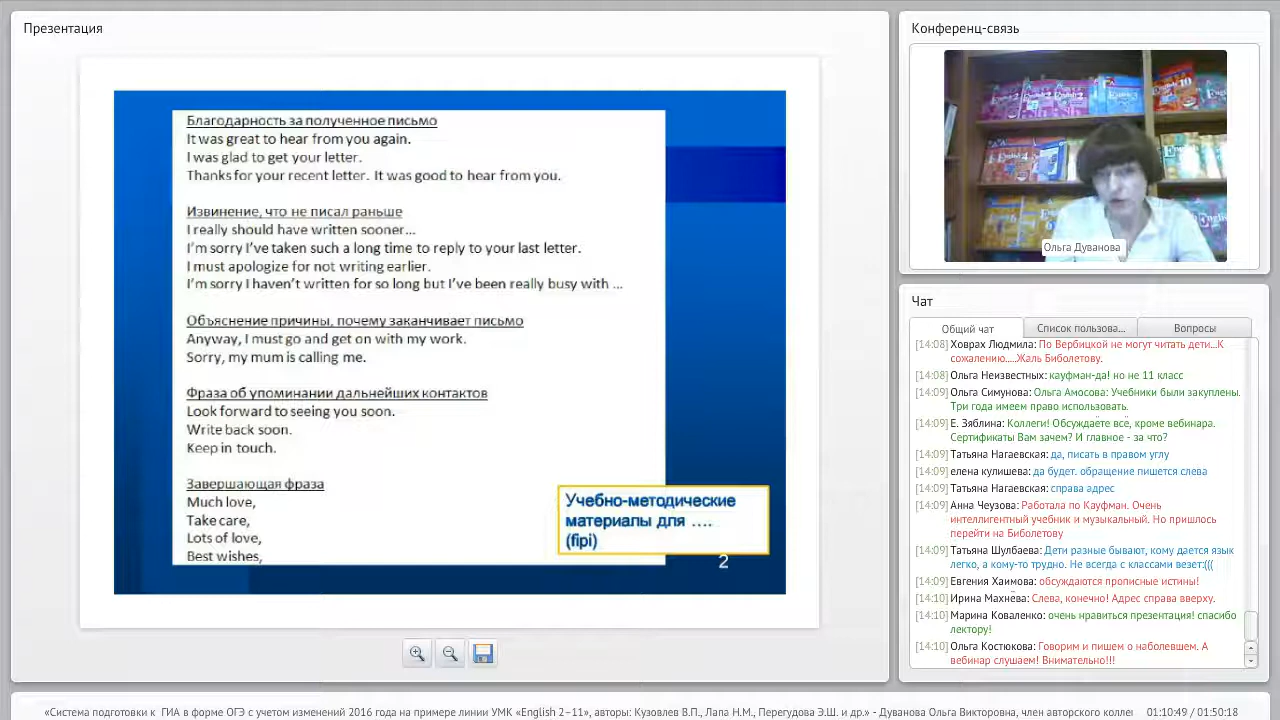 Презентация
Благодарность за полученное письмо
It was great to hear from you again.
I was glad to get your letter.
Thanks for your recent letter. It was good to hear from you.
Извинение, что не писал раньше
I really should have written sooner...
I'm sorry I've taken such a long time to reply to your last letter.
I must apologize for not writing earlier.
I'm sorry I haven't written for so long but I've been really busy with ...
Объяснение причины, почему заканчивает письмо
Anyway, I must go and get on with my work.
Sorry, my mum is calling me.
Фраза об упоминании дальнейших контактов
Look forward to seeing you soon.
Write back soon.
Keep in touch.
Завершающая фраза
Much love,
Take care,
Lots of love,
Best wishes,
Учебно-методические
материалы для ....
(fipi)
2
Конференц-связь
Ольга Дуванова
Чат
Общий чат
Список пользова...
Вопросы
[14:08] Ховрах Людмила: По Вербицкой не могут читать дети...К
сожалению.....Жаль Биболетову.
[14:08] Ольга Неизвестных: кауфман-да! но не 11 класс
[14:09] Ольга Симунова: Ольга Амосова: Учебники были закуплены.
Три года имеем право использовать.
[14:09] Е. Зяблина: Коллеги! Обсуждаёте всё, кроме вебинара.
Сертификаты Вам зачем? И главное - за что?
[14:09] Татьяна Нагаевская: да, писать в правом углу
[14:09] елена кулишева: да будет. обращение пишется слева
[14:09] Татьяна Нагаевская: справа адрес
[14:09] Анна Чеузова: Работала по Кауфман. Очень
интеллигентный учебник и музыкальный. Но пришлось
перейти на Биболетову
[14:09] Татьяна Шулбаева: Дети разные бывают, кому дается язык
легко, а кому-то трудно. Не всегда с классами везет:(((
[14:09] Евгения Хаимова: обсуждаются прописные истины!
[14:10] Ирина Махнёва: Слева, конечно! Адрес справа вверху.
[14:10] Марина Коваленко: очень нравиться презентация! спасибо
лектору!
[14:10] Ольга Костюкова: Говорим и пишем о наболевшем. А
вебинар слушаем! Внимательно!!!
«Система подготовки к ГИА в форме ОГЭ с учетом изменений 2016 года на примере линии УМК «English 2–11», авторы: Кузовлев В.П., Лапа Н.М., Перегудова Э.Ш. и др.» - Дуванова Ольга Викторовна, член авторского коллек
01:10:49 / 01:50:18